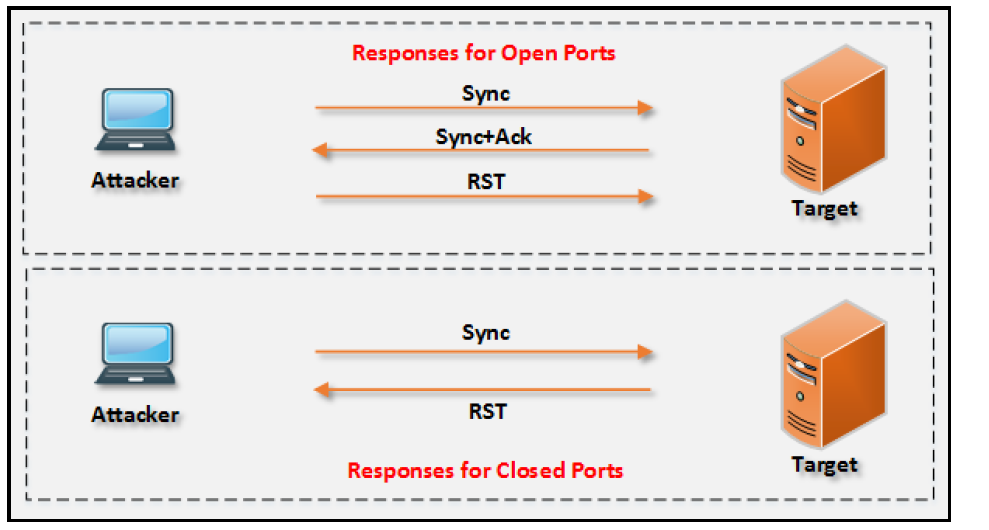 Responses for Open Ports
Sync
Sync+Ack
Attacker
RST
Target
Sync
Attacker
RST
Target
Responses for Closed Ports